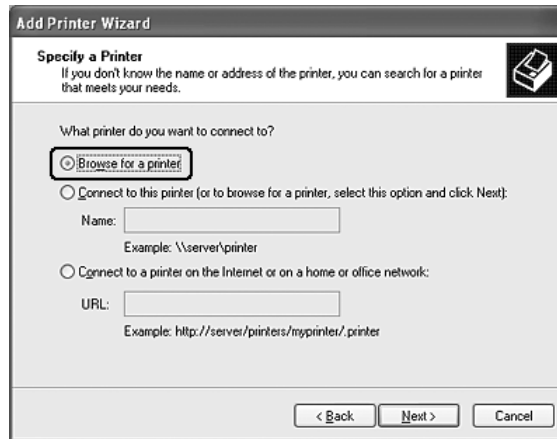 Add Printer Wizard
Specify a Printer
If you don't know the name or address of the printer, you can search for a printer
that meets your needs.
What printer do you want to connect to?
Browse for a printer
Connect to this printer (or to browse for a printer, select this option and click Next):
Name:
Example: \\server\printer
Connect to a printer on the Internet or on a home or office network:
URL:
Example: http://server/printers/myprinter/.printer
< Back Next > Cancel